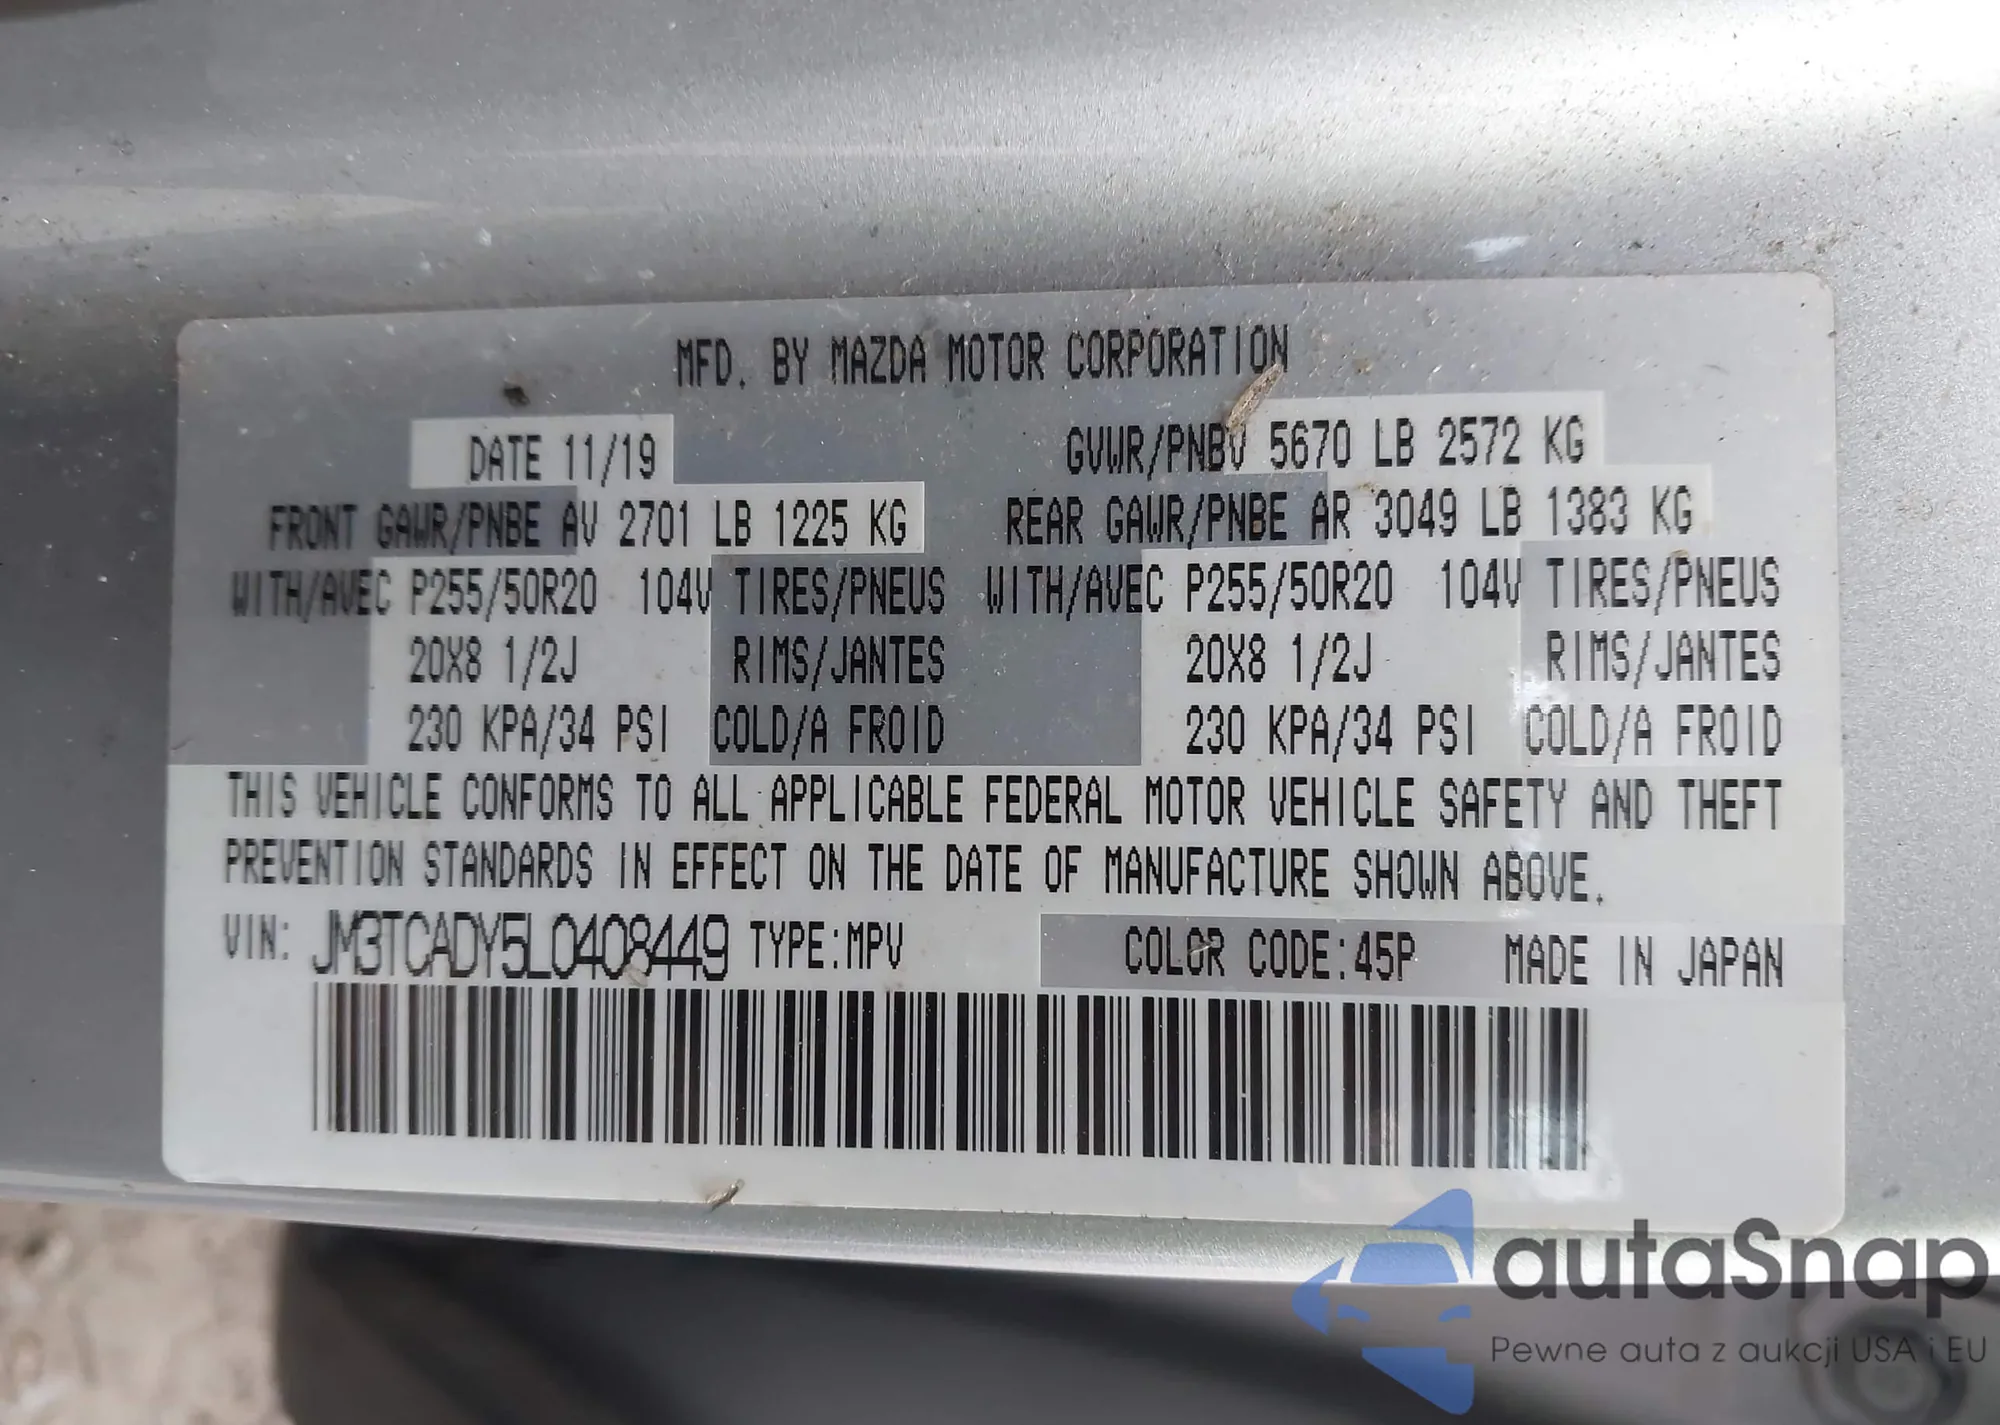 MFD. BY MAZDA MOTOR CORPORATION
DATE 11/19 GVWR/PNBV 5670 LB 2572 KG
FRONT GAWR/PNBE AV 2701 LB 1225 KG REAR GAWR/PNBE AR 3049 LB 1383 KG
WITH/AVEC P255/50R20 104V TIRES/PNEUS WITH/AVEC P255/50R20 104V TIRES/PNEUS
20X8 1/2J RIMS/JANTES 20X8 1/2J RIMS/JANTES
230 KPA/34 PSI COLD/A FROID 230 KPA/34 PSI COLD/A FROID
THIS VEHICLE CONFORMS TO ALL APPLICABLE FEDERAL MOTOR VEHICLE SAFETY AND THEFT
PREVENTION STANDARDS IN EFFECT ON THE DATE OF MANUFACTURE SHOWN ABOVE.
VIN: JM3TCADY5L0408449 TYPE:MPV COLOR CODE:45P MADE IN JAPAN
autaSnap
Pewne auta z aukcji USA i EU